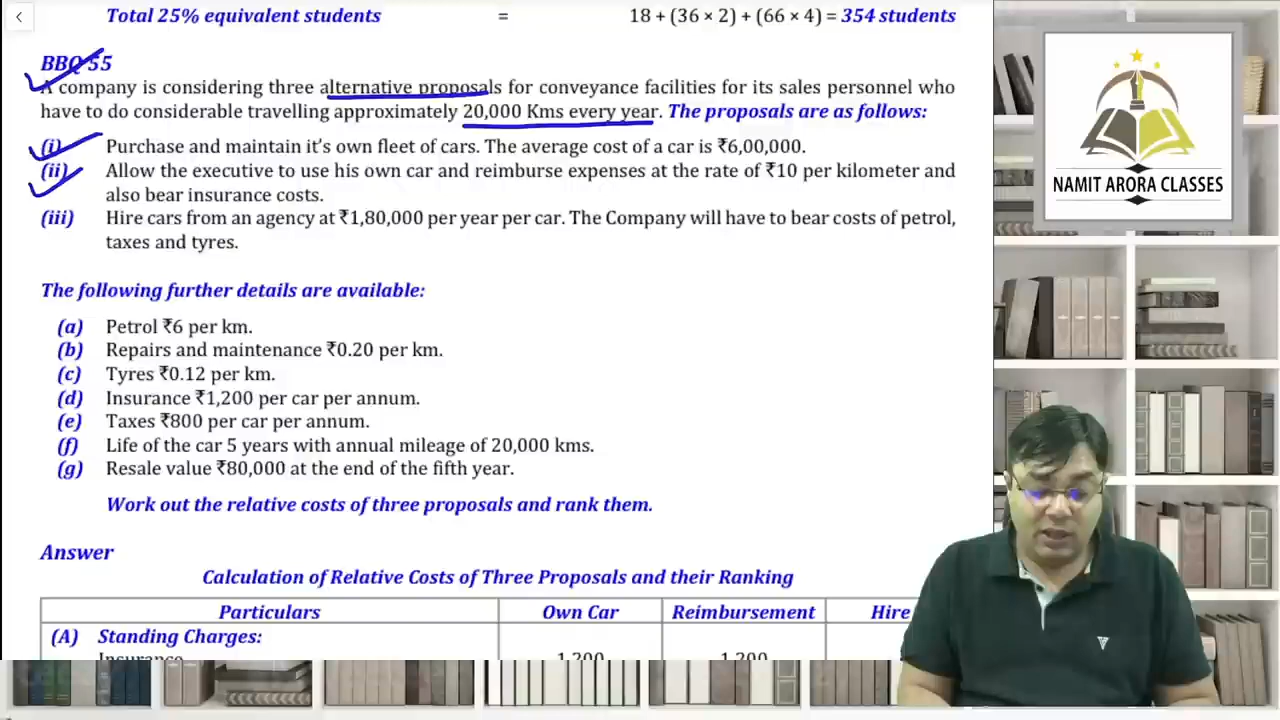 Total 25% equivalent students = 18 + (36 × 2) + (66 × 4) = 354 students
BBQ 55
A company is considering three alternative proposals for conveyance facilities for its sales personnel who
have to do considerable travelling approximately 20,000 Kms every year. The proposals are as follows:
(i) Purchase and maintain it's own fleet of cars. The average cost of a car is ₹6,00,000.
(ii) Allow the executive to use his own car and reimburse expenses at the rate of ₹10 per kilometer and
also bear insurance costs.
(iii) Hire cars from an agency at ₹1,80,000 per year per car. The Company will have to bear costs of petrol,
taxes and tyres.
The following further details are available:
(a) Petrol ₹6 per km.
(b) Repairs and maintenance ₹0.20 per km.
(c) Tyres ₹0.12 per km.
(d) Insurance ₹1,200 per car per annum.
(e) Taxes ₹800 per car per annum.
(f) Life of the car 5 years with annual mileage of 20,000 kms.
(g) Resale value ₹80,000 at the end of the fifth year.
Work out the relative costs of three proposals and rank them.
Answer
Calculation of Relative Costs of Three Proposals and their Ranking
Particulars Own Car Reimbursement Hire
(A) Standing Charges:
Insurance 1,200 1,200
NAMIT ARORA CLASSES